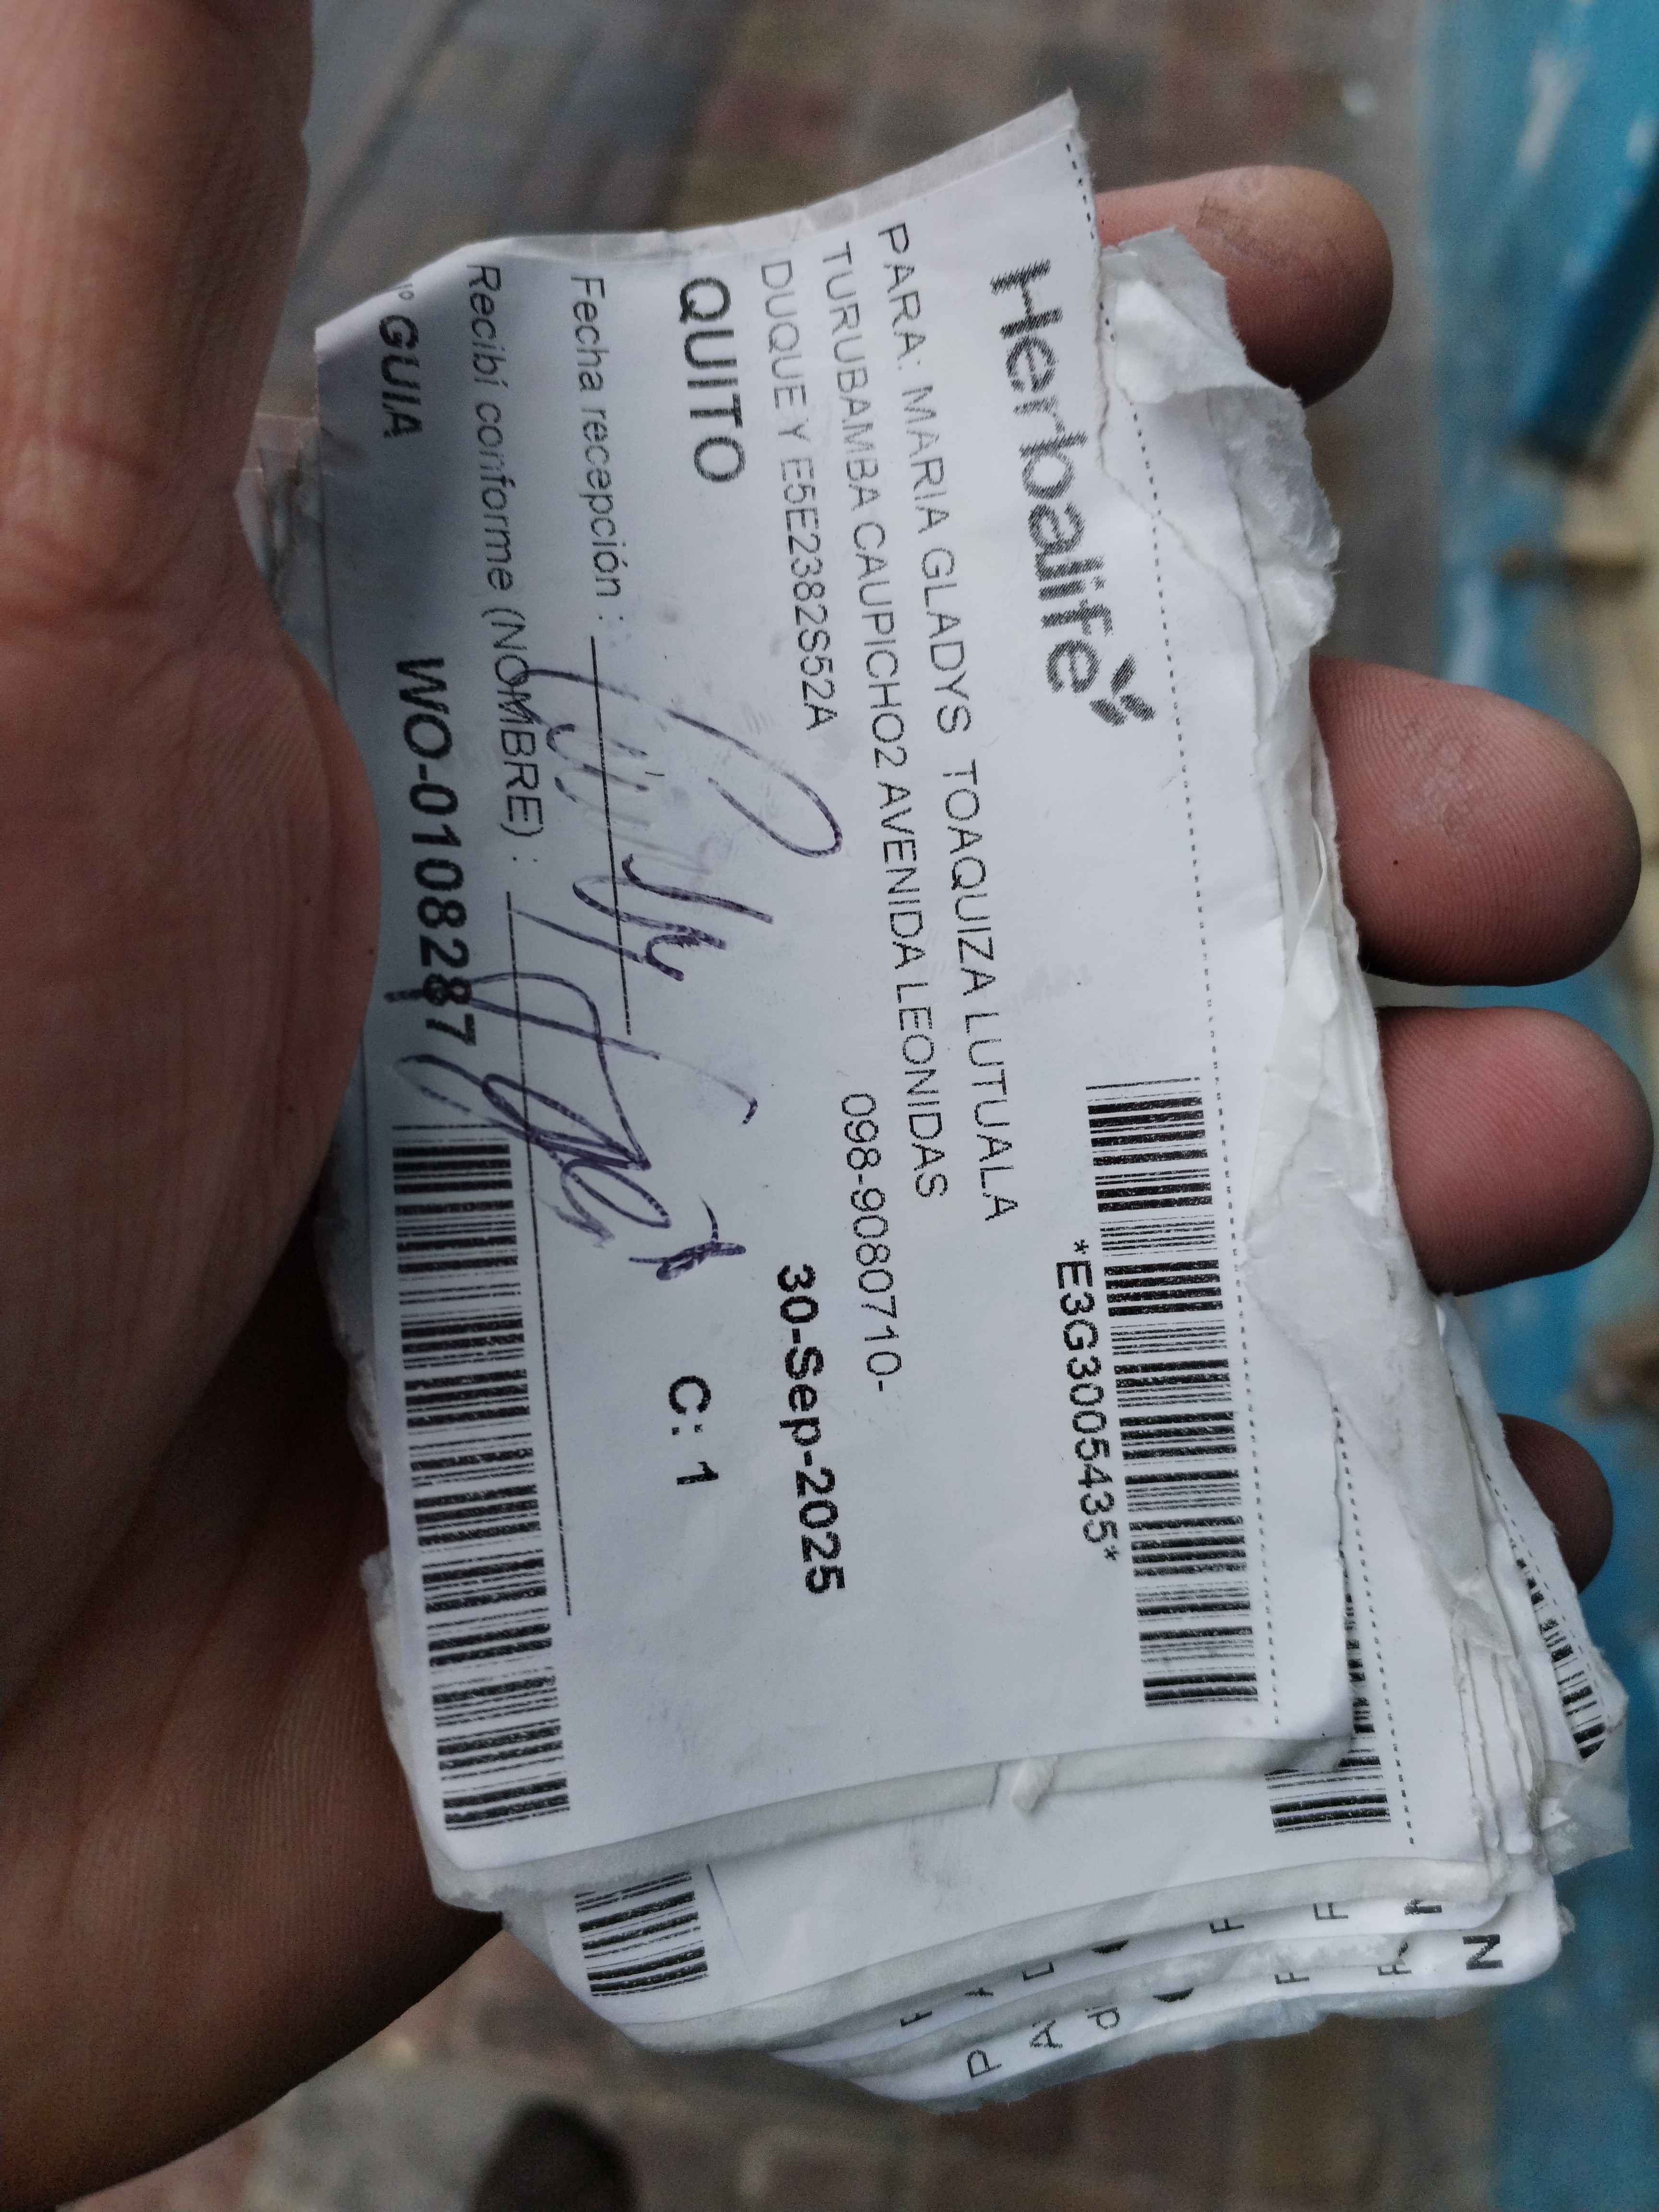 Herbalife
*E3G3005435*
PARA: MARIA GLADYS TOAQUIZA LUTUALA
TURUBAMBA CAUPICHO2 AVENIDA LEONIDAS
DUQUE Y E5E2382S52A
098-9080710-
QUITO
30-Sep-2025
C: 1
Fecha recepción :
Recibí conforme (NOMBRE) :
º GUIA
WO-0108287